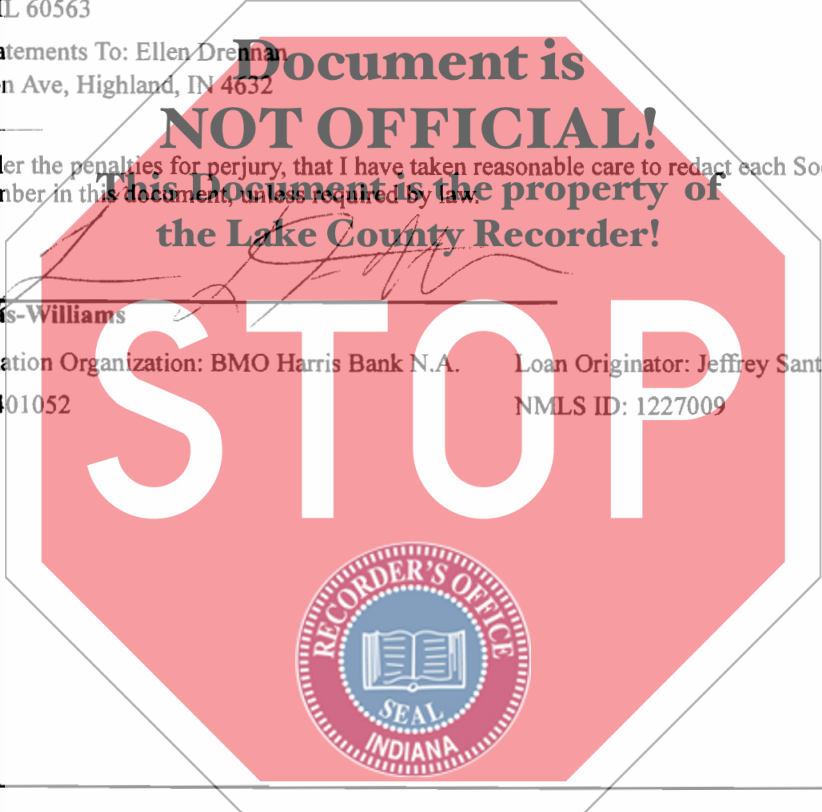 IL 60563
atements To: Ellen Drennan
n Ave, Highland, IN 4632
Document is
NOT OFFICIAL!
er the penalties for perjury, that I have taken reasonable care to redact each So
nber in this document, unless required by law.
This Document is the property of
the Lake County Recorder!
s-Williams
STOP
ation Organization: BMO Harris Bank N.A. Loan Originator: Jeffrey Sant
401052 NMLS ID: 1227009
RECORDER'S OFFICE
SEAL
INDIANA